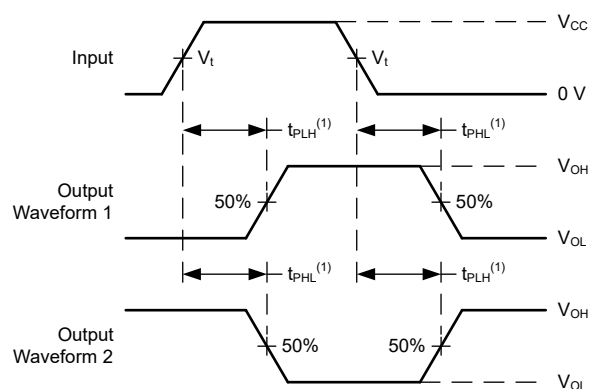 V_CC
Input
V_t
V_t
0 V
t_PLH^(1)
t_PHL^(1)
V_OH
Output
Waveform 1
50%
50%
V_OL
t_PHL^(1)
t_PLH^(1)
V_OH
Output
Waveform 2
50%
50%
V_OL